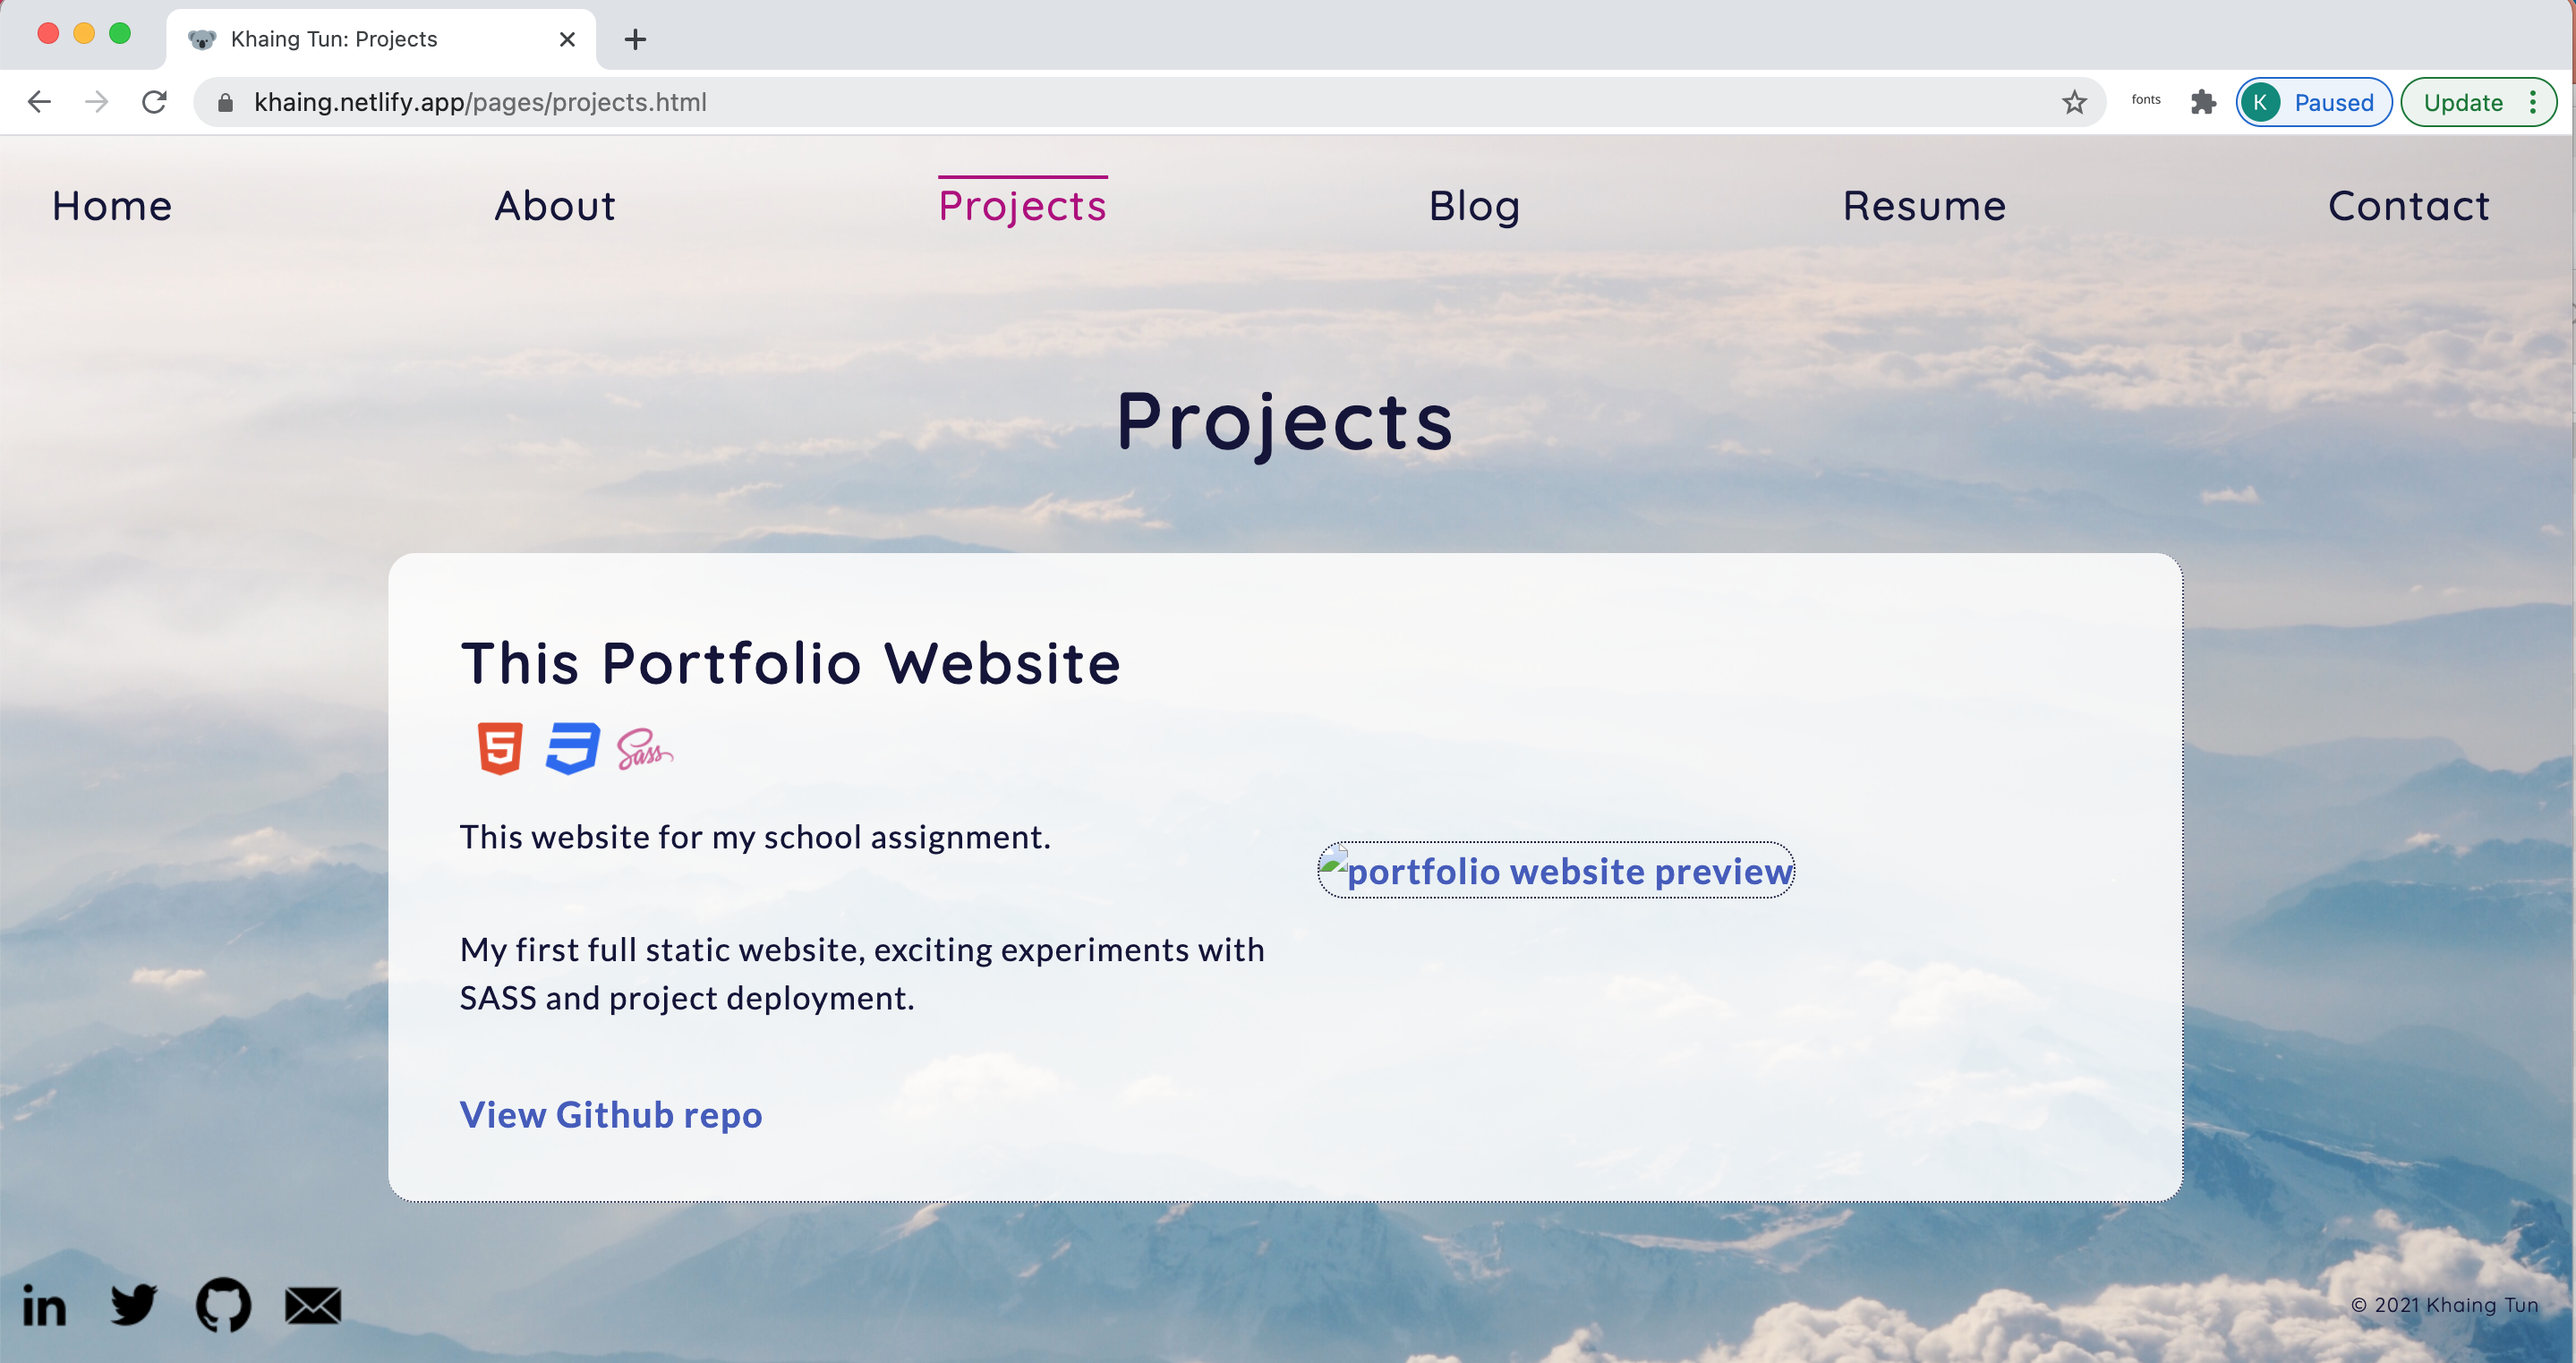 Khaing Tun: Projects
khaing.netlify.app/pages/projects.html
fonts
K
Paused
Update
Home
About
Projects
Blog
Resume
Contact
Projects
This Portfolio Website
5
Sass
This website for my school assignment.
portfolio website preview
My first full static website, exciting experiments with
SASS and project deployment.
View Github repo
in
© 2021 Khaing Tun